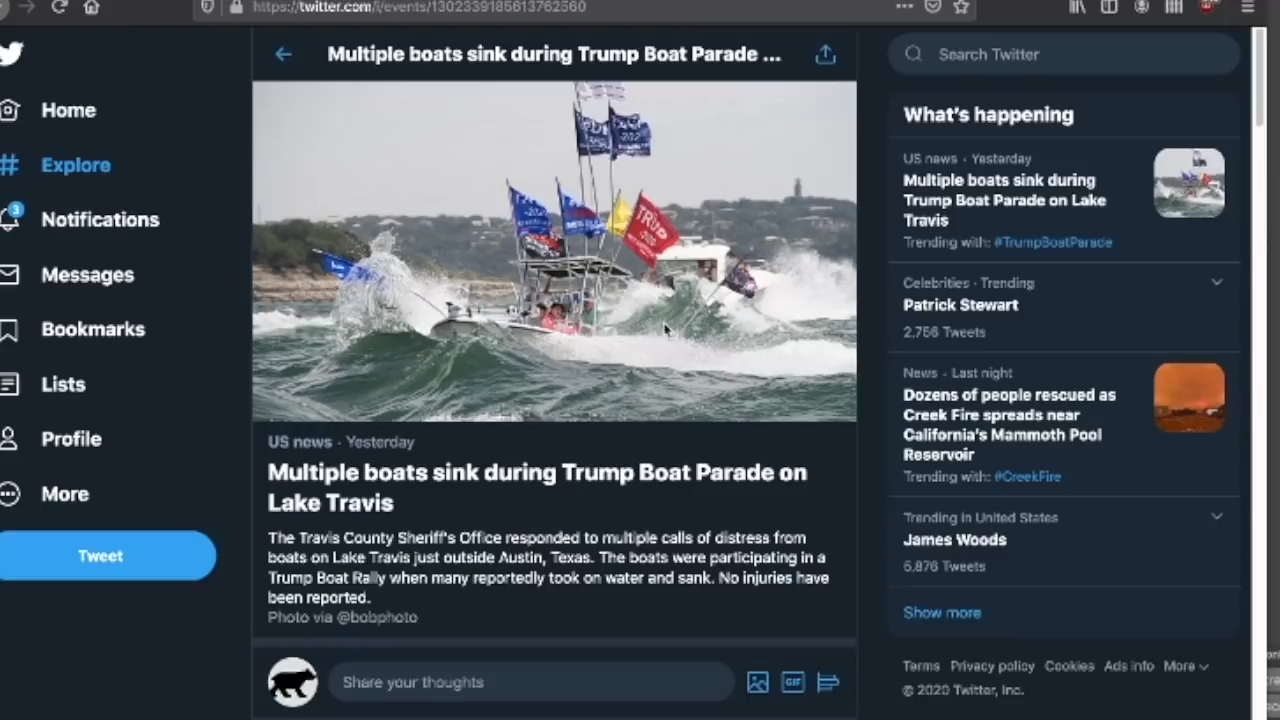 https://twitter.com/i/events/1302339185613762560
Home
Explore
3
Notifications
Messages
Bookmarks
Lists
Profile
More
Tweet
Multiple boats sink during Trump Boat Parade ...
TRUMP
US news · Yesterday
Multiple boats sink during Trump Boat Parade on
Lake Travis
The Travis County Sheriff's Office responded to multiple calls of distress from
boats on Lake Travis just outside Austin, Texas. The boats were participating in a
Trump Boat Rally when many reportedly took on water and sank. No injuries have
been reported.
Photo via @bobphoto
Share your thoughts
GIF
Search Twitter
What's happening
US news · Yesterday
Multiple boats sink during
Trump Boat Parade on Lake
Travis
Trending with: #TrumpBoatParade
Celebrities · Trending
Patrick Stewart
2,756 Tweets
News · Last night
Dozens of people rescued as
Creek Fire spreads near
California's Mammoth Pool
Reservoir
Trending with: #CreekFire
Trending in United States
James Woods
5,876 Tweets
Show more
Terms Privacy policy Cookies Ads info More
© 2020 Twitter, Inc.